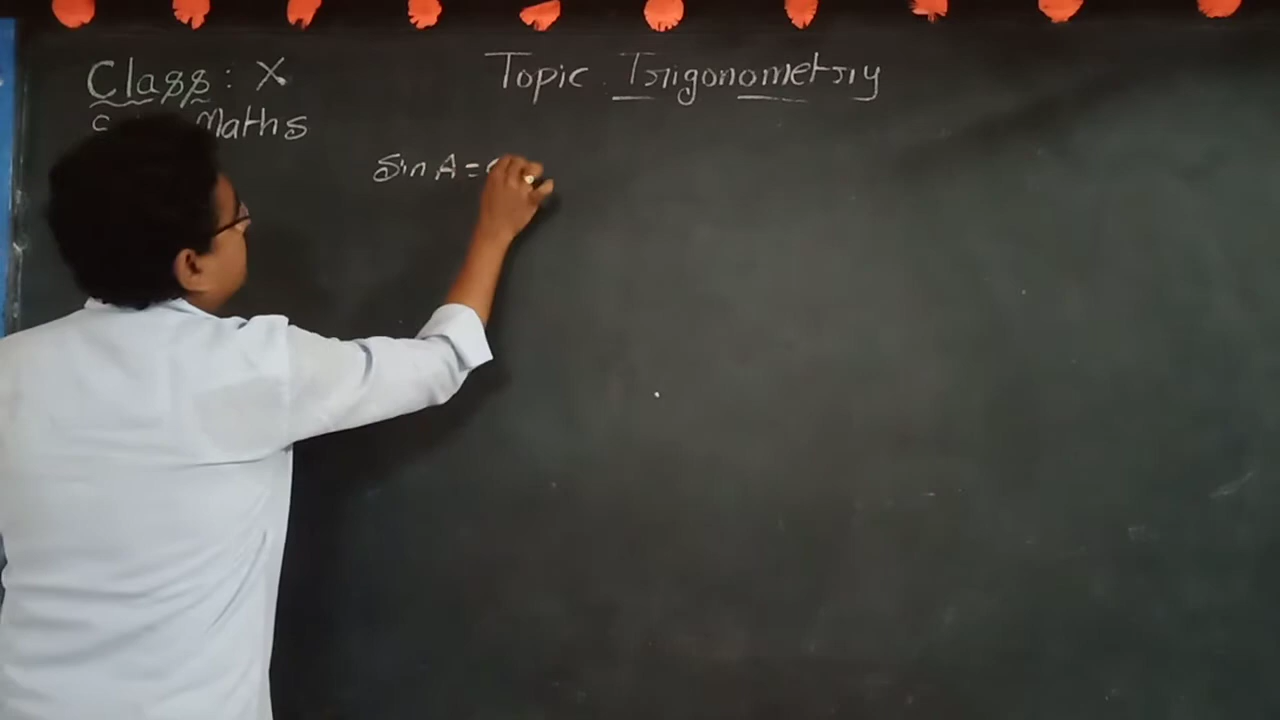 Class: X
Topic Trigonometry
Maths
Sin A =